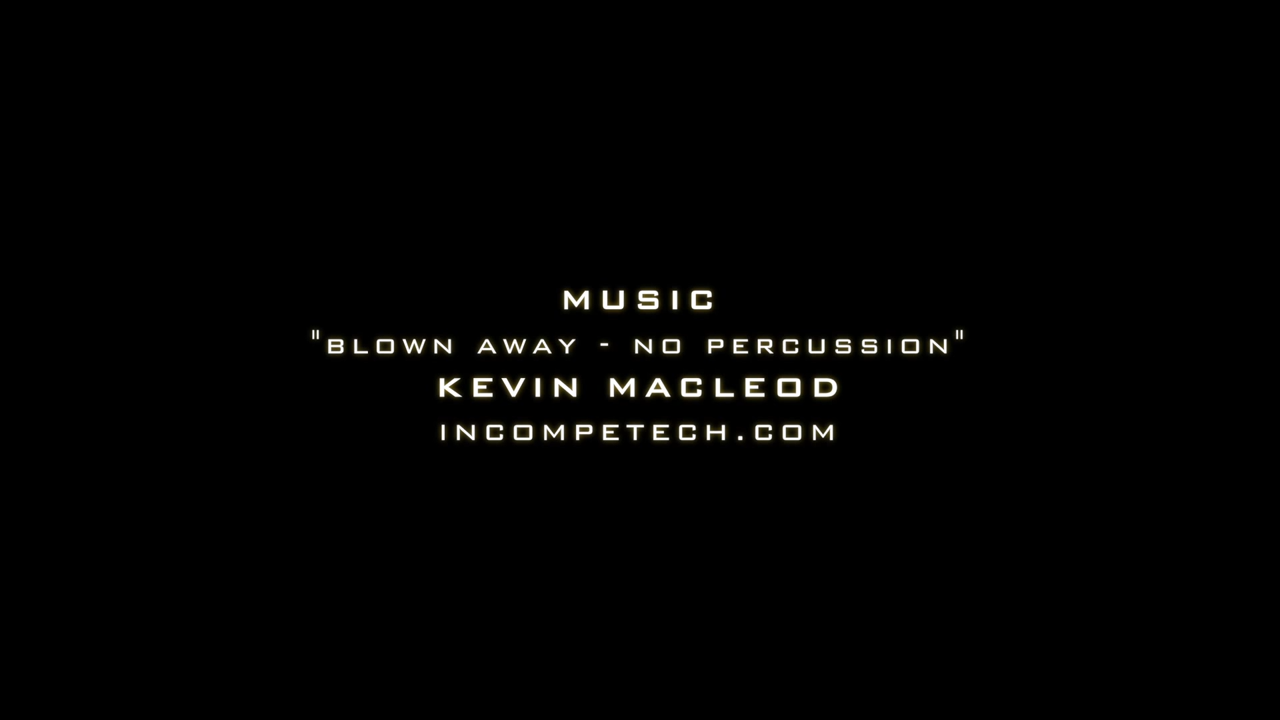 MUSIC
"BLOWN AWAY - NO PERCUSSION"
KEVIN MACLEOD
INCOMPETECH.COM